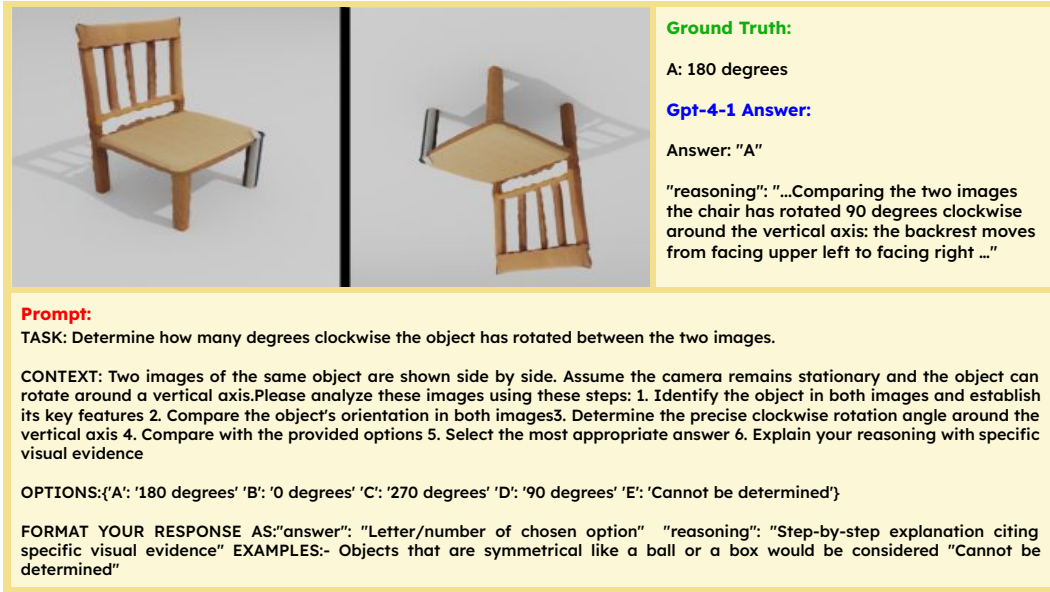 Ground Truth:
A: 180 degrees
Gpt-4-1 Answer:
Answer: "A"
"reasoning": "...Comparing the two images
the chair has rotated 90 degrees clockwise
around the vertical axis: the backrest moves
from facing upper left to facing right ..."
Prompt:
TASK: Determine how many degrees clockwise the object has rotated between the two images.
CONTEXT: Two images of the same object are shown side by side. Assume the camera remains stationary and the object can
rotate around a vertical axis.Please analyze these images using these steps: 1. Identify the object in both images and establish
its key features 2. Compare the object's orientation in both images3. Determine the precise clockwise rotation angle around the
vertical axis 4. Compare with the provided options 5. Select the most appropriate answer 6. Explain your reasoning with specific
visual evidence
OPTIONS:{'A': '180 degrees' 'B': '0 degrees' 'C': '270 degrees' 'D': '90 degrees' 'E': 'Cannot be determined'}
FORMAT YOUR RESPONSE AS:"answer": "Letter/number of chosen option" "reasoning": "Step-by-step explanation citing
specific visual evidence" EXAMPLES:- Objects that are symmetrical like a ball or a box would be considered "Cannot be
determined"